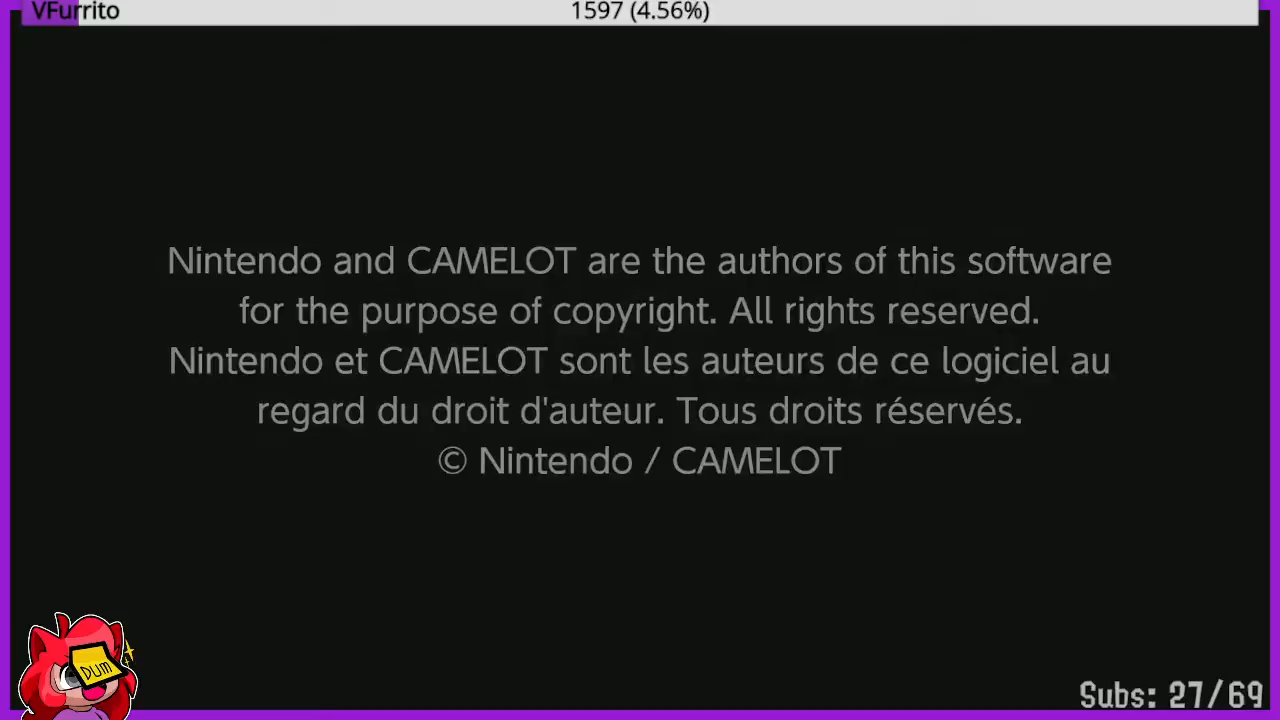 VFurrito 1597 (4.56%)
Nintendo and CAMELOT are the authors of this software
for the purpose of copyright. All rights reserved.
Nintendo et CAMELOT sont les auteurs de ce logiciel au
regard du droit d'auteur. Tous droits réservés.
© Nintendo / CAMELOT
DUM
Subs: 27/69